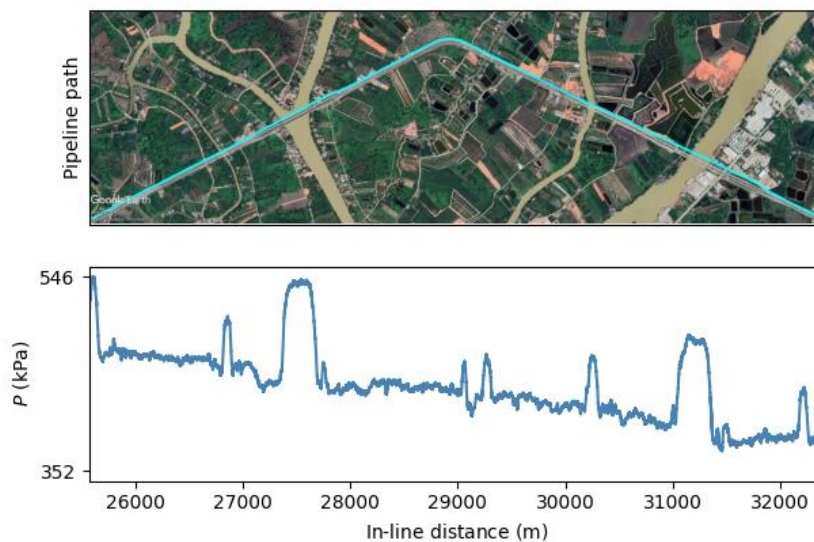 Pipeline path
Google Earth
546
P (kPa)
352
26000 27000 28000 29000 30000 31000 32000
In-line distance (m)